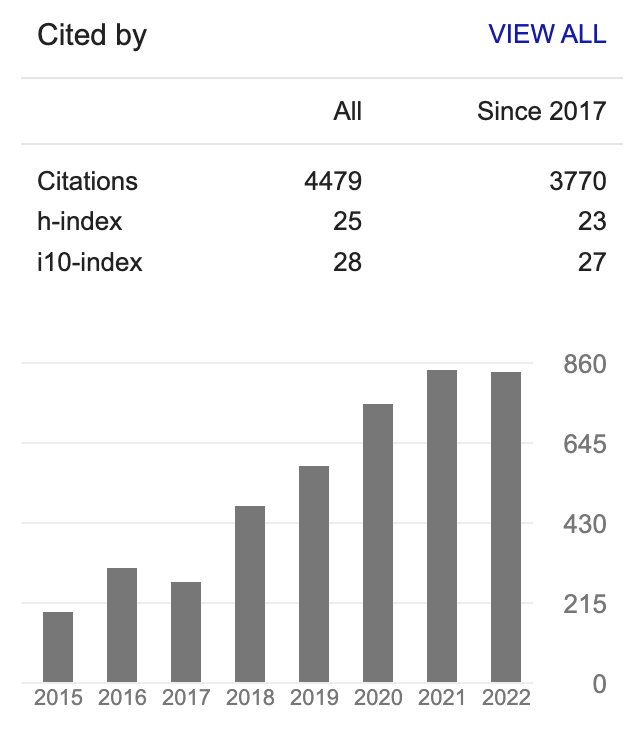 Cited by VIEW ALL
All Since 2017
Citations 4479 3770
h-index 25 23
i10-index 28 27
860
645
430
215
0
2015 2016 2017 2018 2019 2020 2021 2022